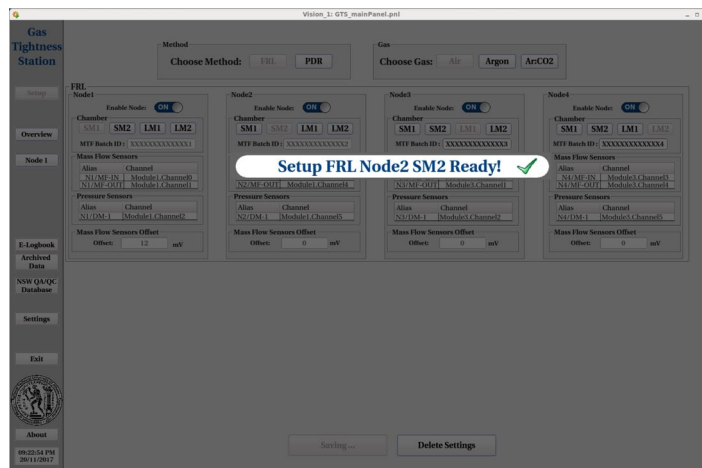 Vision_1: GTS_mainPanel.pnl
Gas
Tightness
Station
Setup
Overview
Node 1
E-Logbook
Archived
Data
NSW QA/QC
Database
Settings
Exit
About
09:22:54 PM
20/11/2017
Method
Choose Method: FRL PDR
Gas
Choose Gas: Air Argon Ar:CO2
FRL
Node1
Enable Node: ON
Chamber
SM1 SM2 LM1 LM2
MTF Batch ID : XXXXXXXXXXXXX1
Mass Flow Sensors
Alias Channel
N1/MF-IN Module1.Channel0
N1/MF-OUT Module1.Channel1
Pressure Sensors
Alias Channel
N1/DM-1 Module1.Channel2
Mass Flow Sensors Offset
Offset: 12 mV
Node2
Enable Node: ON
Chamber
SM1 SM2 LM1 LM2
MTF Batch ID : XXXXXXXXXXXXX2
N2/MF-OUT Module1.Channel4
Pressure Sensors
Alias Channel
N2/DM-1 Module1.Channel5
Mass Flow Sensors Offset
Offset: 0 mV
Node3
Enable Node: ON
Chamber
SM1 SM2 LM1 LM2
MTF Batch ID : XXXXXXXXXXXXX3
N3/MF-OUT Module3.Channel1
Pressure Sensors
Alias Channel
N3/DM-1 Module3.Channel2
Mass Flow Sensors Offset
Offset: 0 mV
Node4
Enable Node: ON
Chamber
SM1 SM2 LM1 LM2
MTF Batch ID : XXXXXXXXXXXXX4
Mass Flow Sensors
Alias Channel
N4/MF-IN Module3.Channel3
N4/MF-OUT Module3.Channel4
Pressure Sensors
Alias Channel
N4/DM-1 Module3.Channel5
Mass Flow Sensors Offset
Offset: 0 mV
Setup FRL Node2 SM2 Ready!
Saving ...
Delete Settings